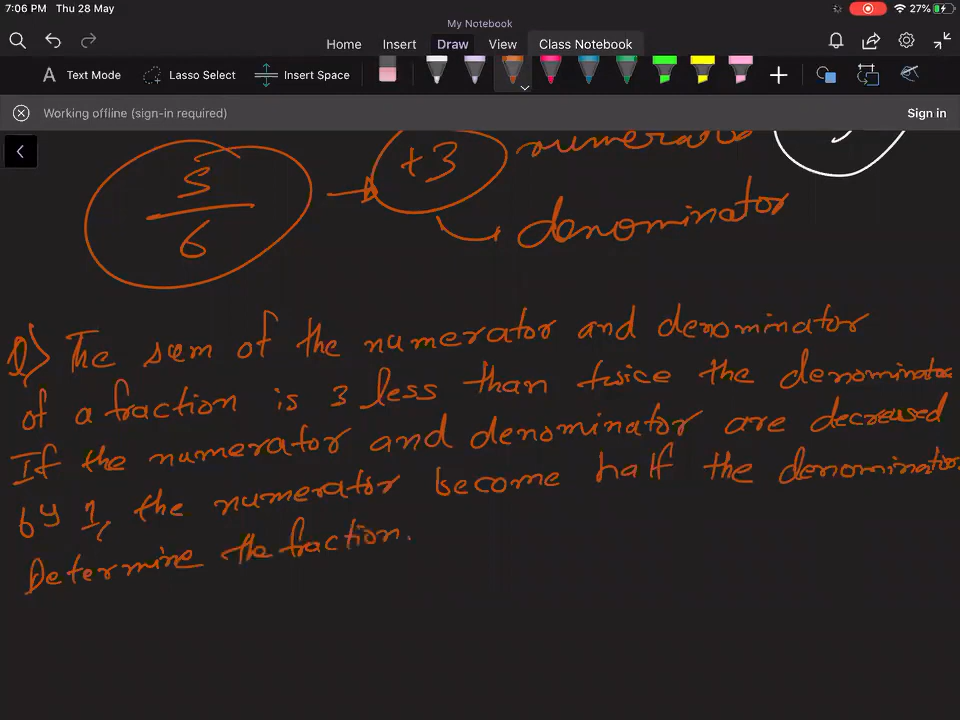 7:06 PM Thu 28 May
My Notebook
27%
Home Insert Draw View Class Notebook
A Text Mode Lasso Select Insert Space
Working offline (sign-in required) Sign in
+3 numerator
5
6
denominator
Q> The sum of the numerator and denominator
of a fraction is 3 less than twice the denominator
If the numerator and denominator are decreased
by 1, the numerator become half the denominator
Determine the fraction.